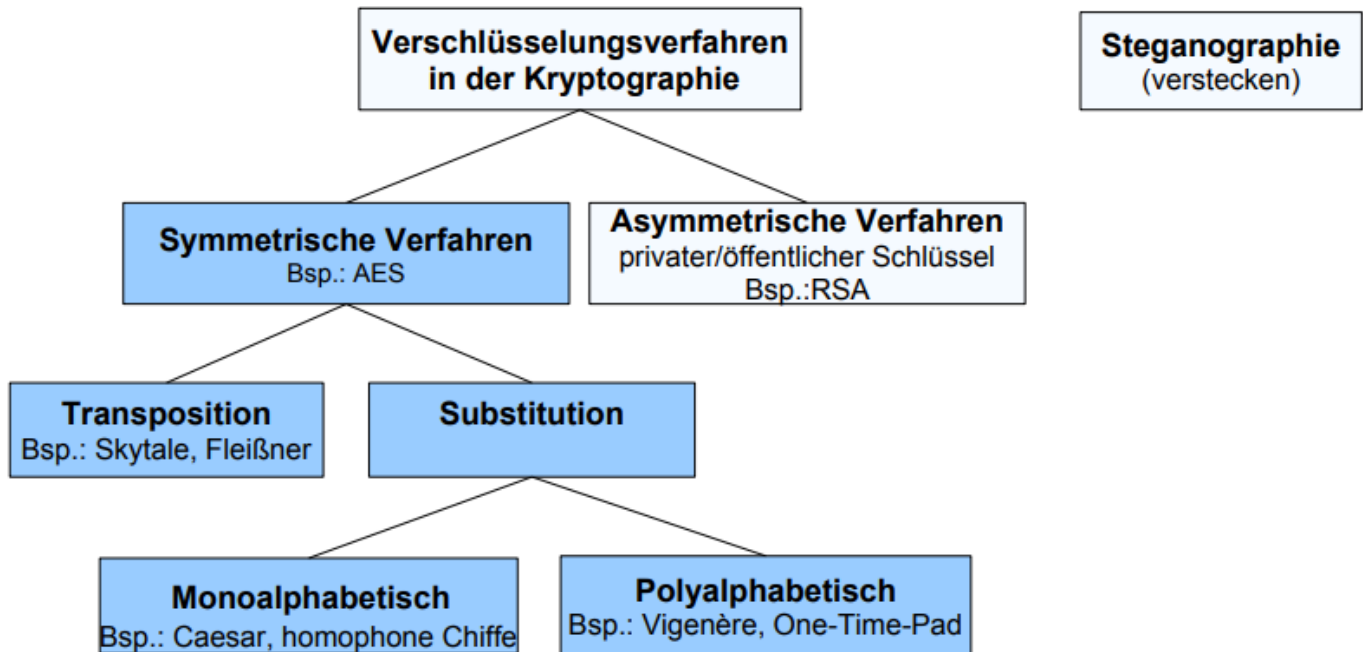 Verschlüsselungsverfahren
in der Kryptographie
Steganographie
(verstecken)
Symmetrische Verfahren
Bsp.: AES
Asymmetrische Verfahren
privater/öffentlicher Schlüssel
Bsp.:RSA
Transposition
Bsp.: Skytale, Fleißner
Substitution
Monoalphabetisch
Bsp.: Caesar, homophone Chiffe
Polyalphabetisch
Bsp.: Vigenère, One-Time-Pad